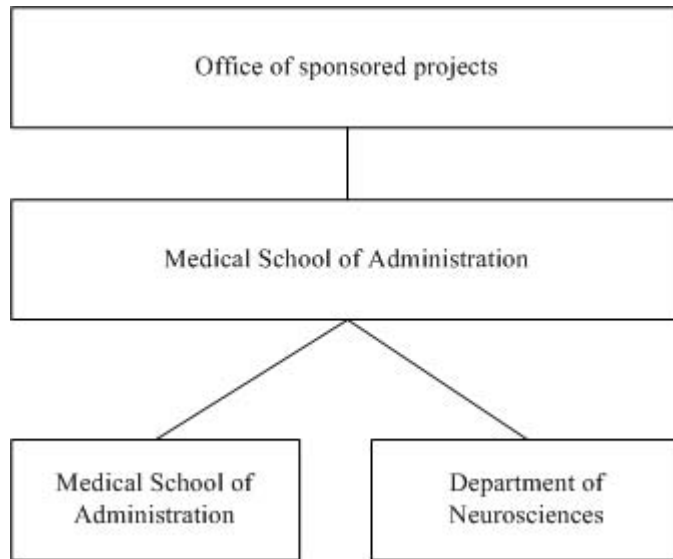 Office of sponsored projects
Medical School of Administration
Medical School of
Administration
Department of
Neurosciences